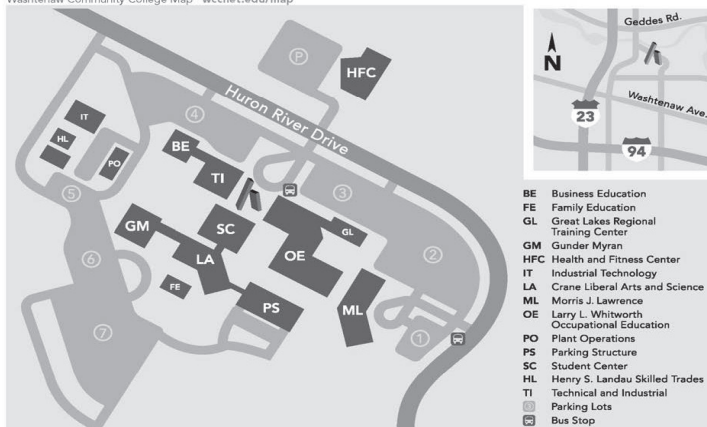 Washtenaw Community College Map wccnet.edu/map
P
HFC
Huron River Drive
4
IT
HL
PO
BE
TI
5
3
GM
SC
GL
2
LA
OE
6
FE
PS
ML
7
1
Geddes Rd.
N
Washtenaw Ave.
23
94
BE Business Education
FE Family Education
GL Great Lakes Regional
Training Center
GM Gunder Myran
HFC Health and Fitness Center
IT Industrial Technology
LA Crane Liberal Arts and Science
ML Morris J. Lawrence
OE Larry L. Whitworth
Occupational Education
PO Plant Operations
PS Parking Structure
SC Student Center
HL Henry S. Landau Skilled Trades
TI Technical and Industrial
Parking Lots
Bus Stop